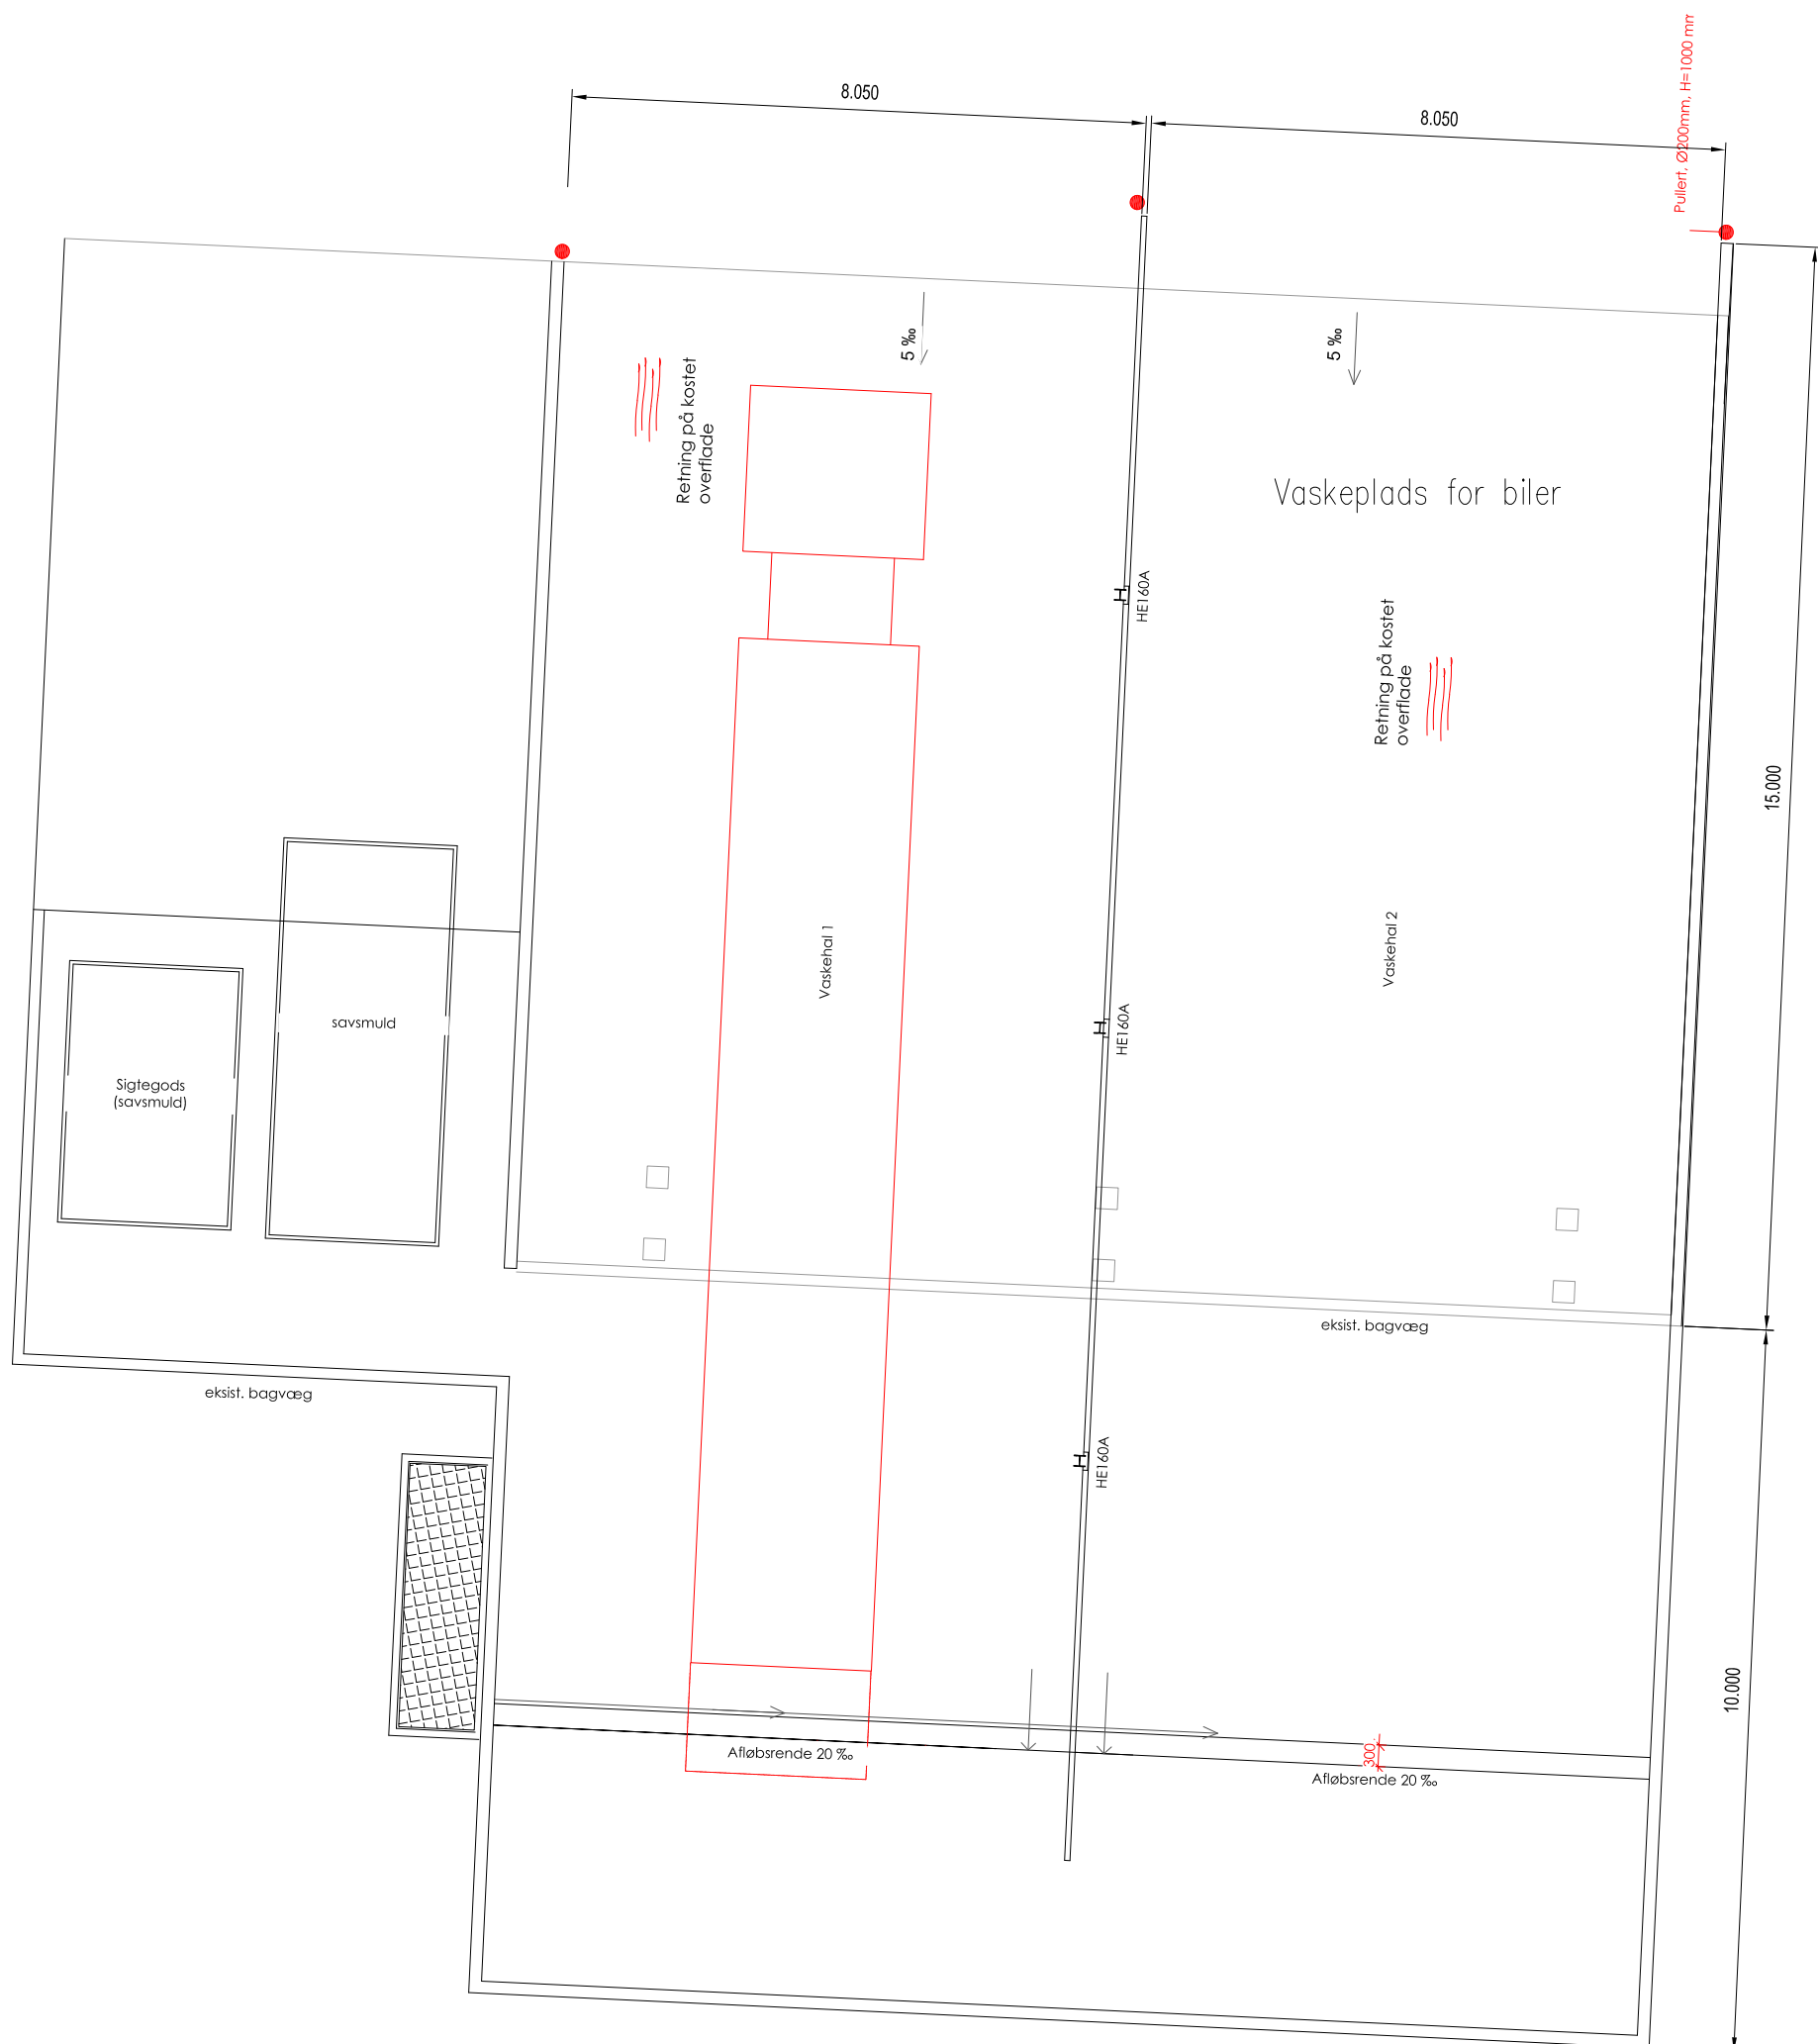 8.050
8.050
Pullert, Ø200mm, H=1000 mm
5 ‰
5 ‰
Retning på kostet
overflade
Vaskeplads for biler
HE160A
Retning på kostet
overflade
15.000
Vaskehal 1
Vaskehal 2
savsmuld
HE160A
Sigtegods
(savsmuld)
eksist. bagvæg
eksist. bagvæg
HE160A
10.000
Afløbsrende 20 ‰
300
Afløbsrende 20 ‰